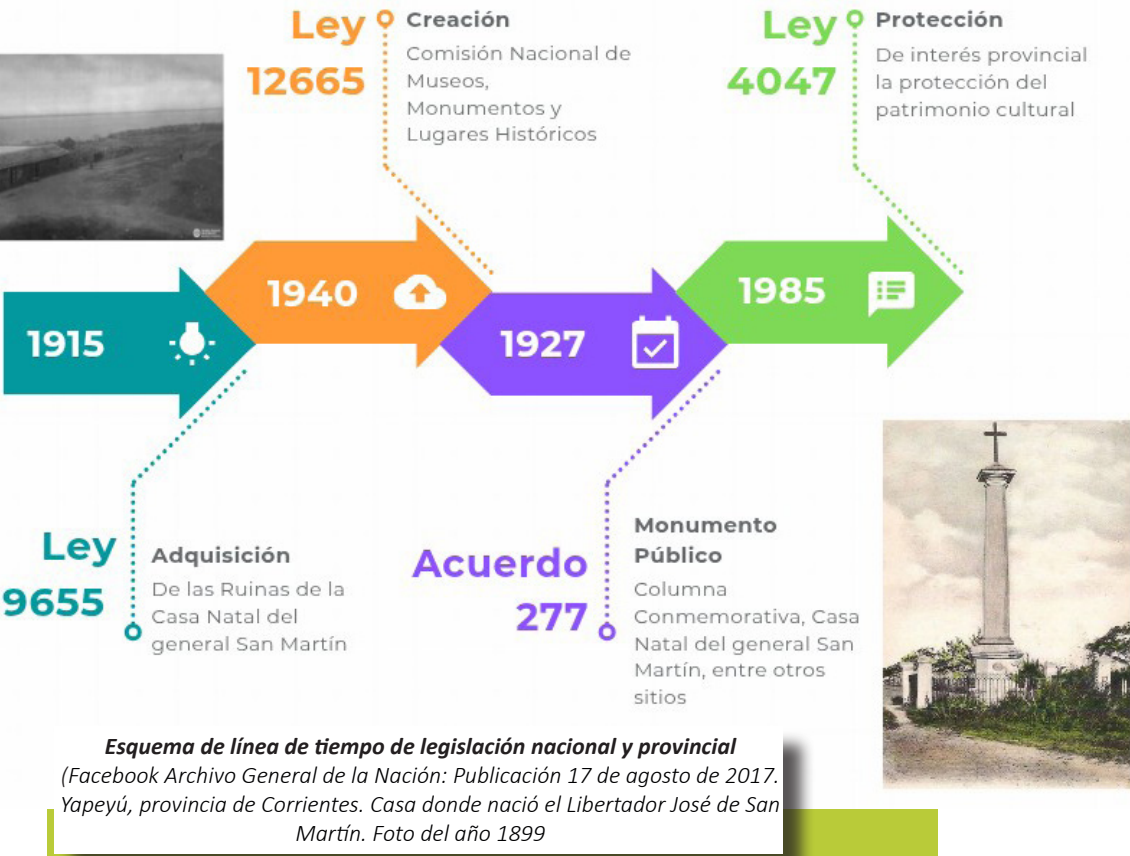 Ley
12665
Creación
Comisión Nacional de
Museos,
Monumentos y
Lugares Históricos
Ley
4047
Protección
De interés provincial
la protección del
patrimonio cultural
1915
1940
1927
1985
Ley
9655
Adquisición
De las Ruinas de la
Casa Natal del
general San Martín
Acuerdo
277
Monumento
Público
Columna
Conmemorativa, Casa
Natal del general San
Martín, entre otros
sitios
Esquema de línea de tiempo de legislación nacional y provincial
(Facebook Archivo General de la Nación: Publicación 17 de agosto de 2017.
Yapeyú, provincia de Corrientes. Casa donde nació el Libertador José de San
Martín. Foto del año 1899